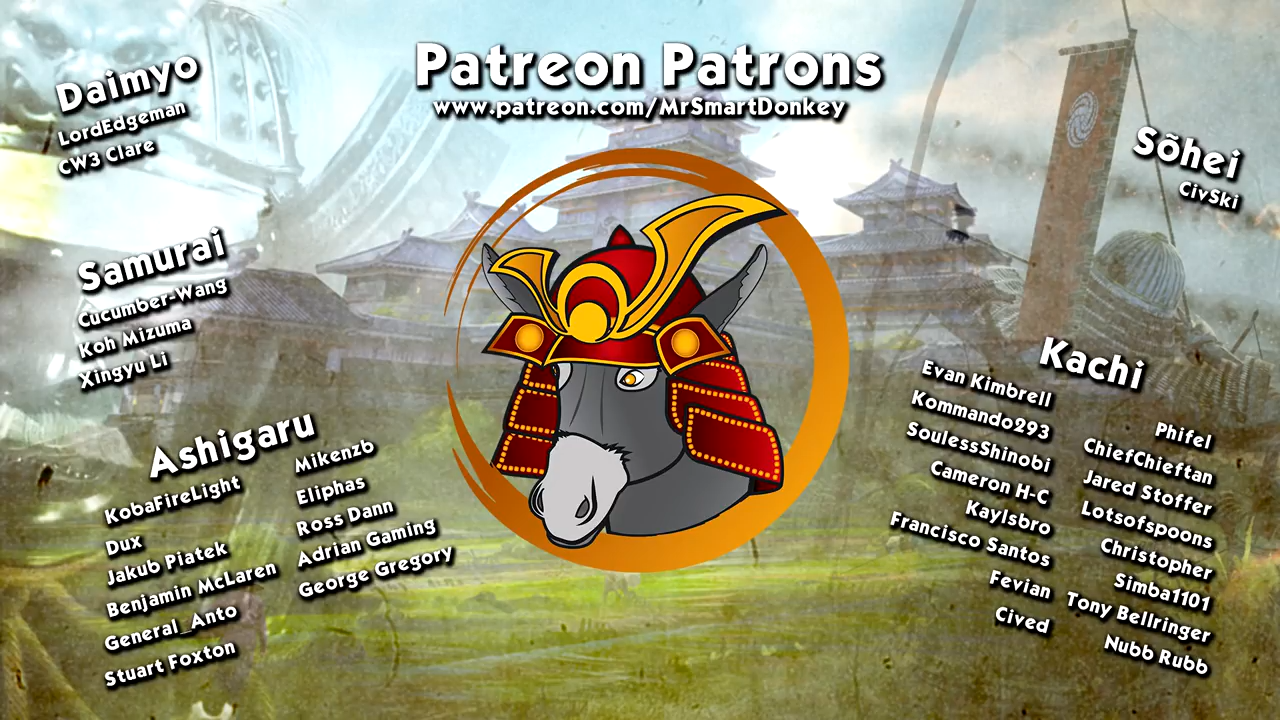 Patreon Patrons
www.patreon.com/MrSmartDonkey
Daimyo
LordEdgeman
CW3 Clare
Samurai
Cucumber-Wang
Koh Mizuma
Xingyu Li
Ashigaru
KobaFireLight
Dux
Jakub Piatek
Benjamin McLaren
General_Anto
Stuart Foxton
Mikenzb
Eliphas
Ross Dann
Adrian Gaming
George Gregory
Sõhei
CivSki
Kachi
Evan Kimbrell
Kommando293
SoulessShinobi
Cameron H-C
KayIsbro
Francisco Santos
Fevian
Cived
Phifel
ChiefChieftan
Jared Stoffer
Lotsofspoons
Christopher
Simba1101
Tony Bellringer
Nubb Rubb